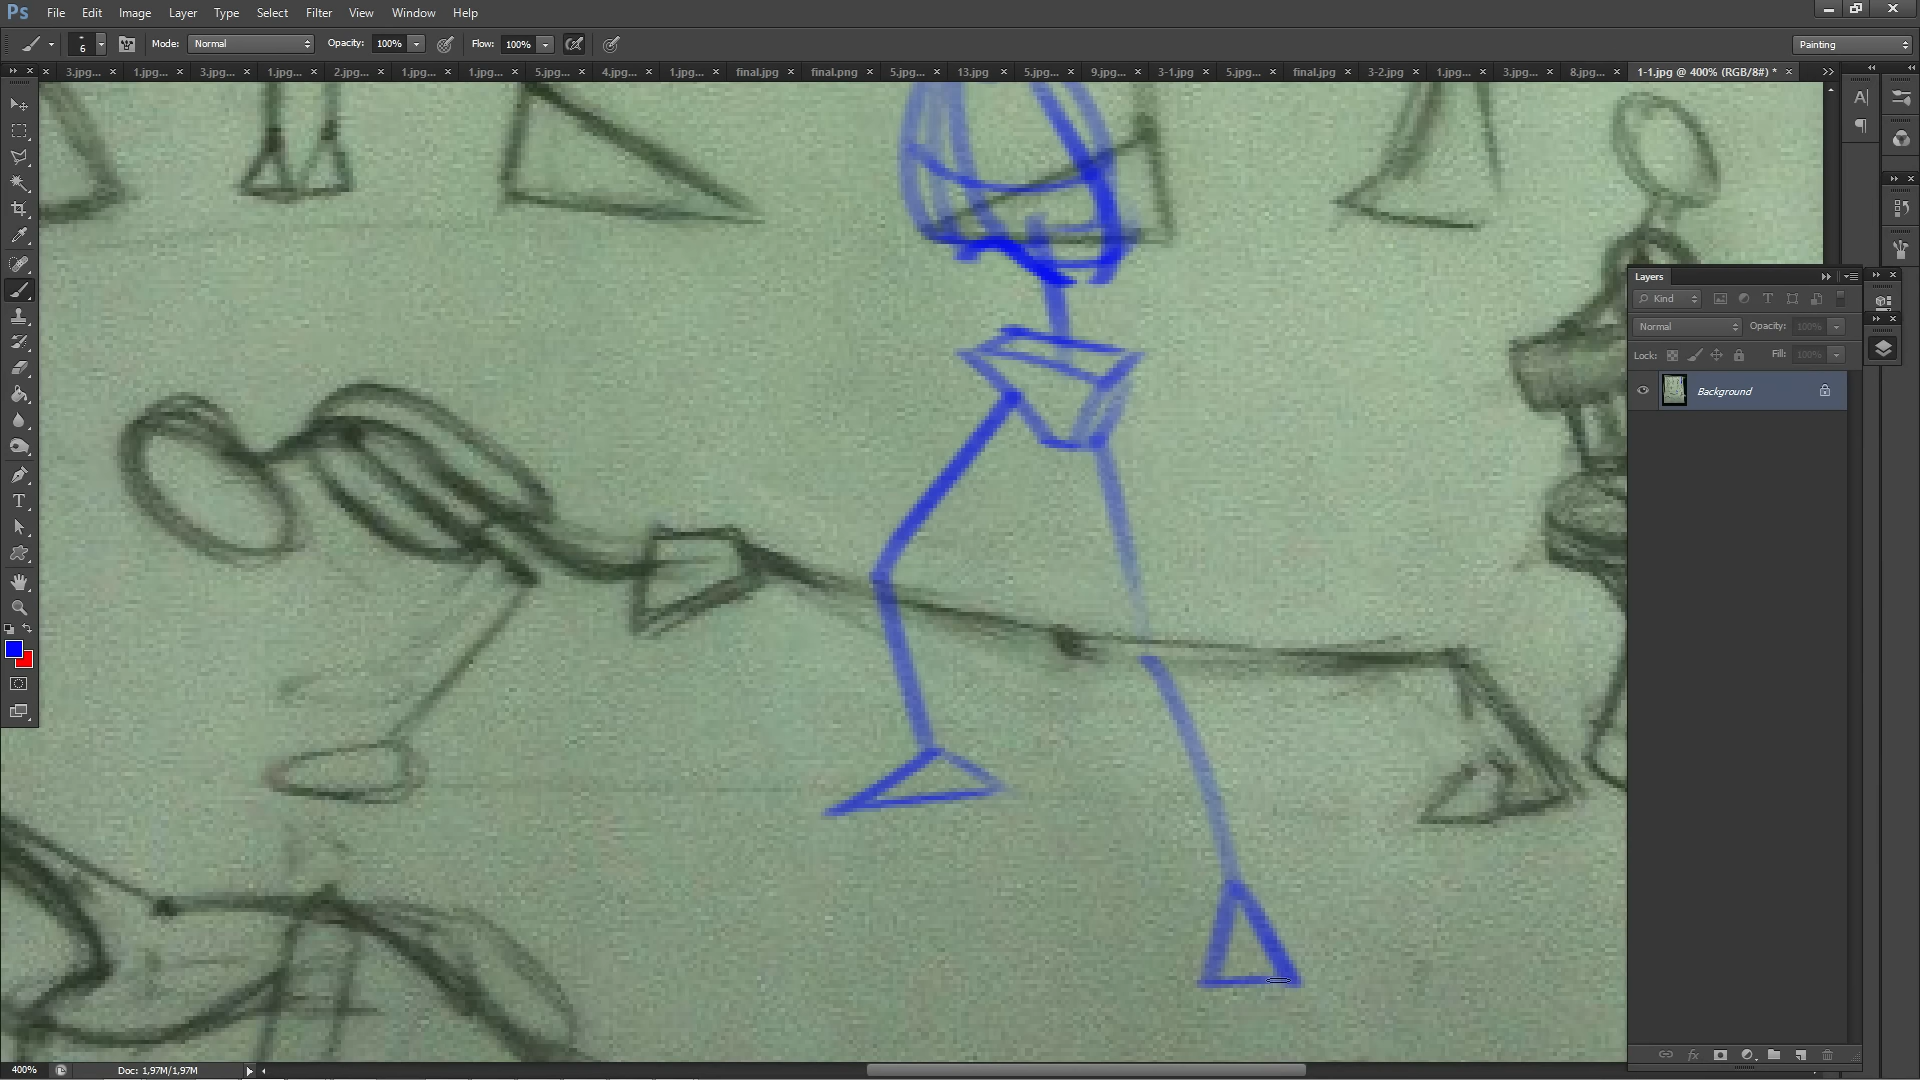 Ps File Edit Image Layer Type Select Filter View Window Help
6 Mode: Normal Opacity: 100% Flow: 100% Painting
3.jpg... 1.jpg... 3.jpg... 1.jpg... 2.jpg... 1.jpg... 1.jpg... 5.jpg... 4.jpg... 1.jpg... final.jpg final.png 5.jpg... 13.jpg 5.jpg... 9.jpg... 3-1.jpg 5.jpg... final.jpg 3-2.jpg 1.jpg... 3.jpg... 8.jpg... 1-1.jpg @ 400% (RGB/8#) *
Layers
Kind
Normal Opacity: 100%
Lock: Fill: 100%
Background
400% Doc: 1,97M/1,97M